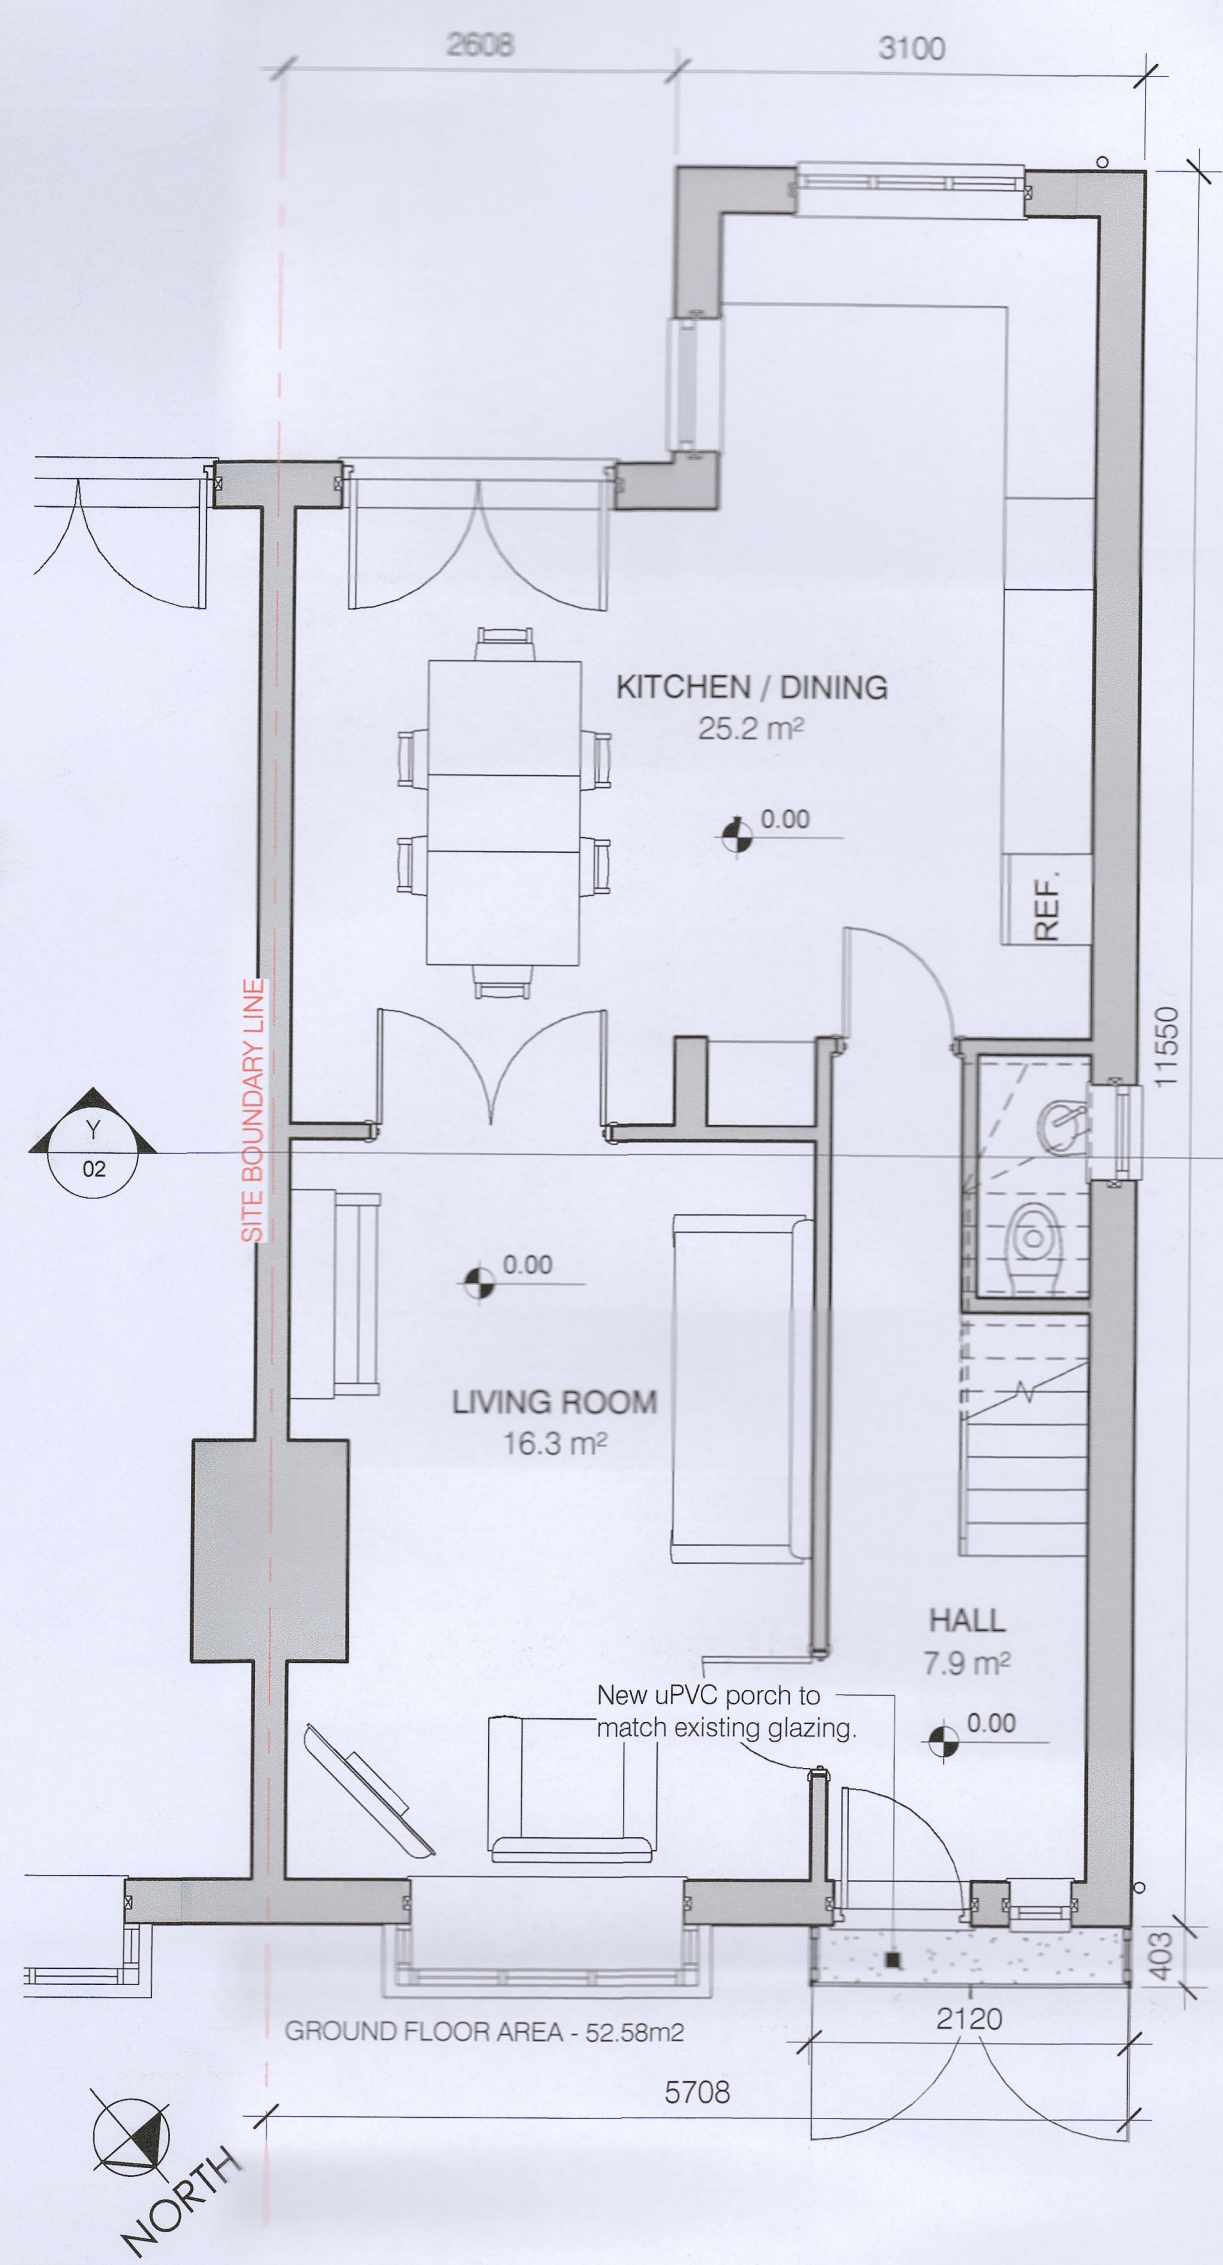 2608
3100
KITCHEN / DINING
25.2 m²
0.00
REF.
11550
SITE BOUNDARY LINE
Y
02
0.00
LIVING ROOM
16.3 m²
HALL
7.9 m²
New uPVC porch to
match existing glazing.
0.00
403
GROUND FLOOR AREA - 52.58m2
2120
5708
NORTH